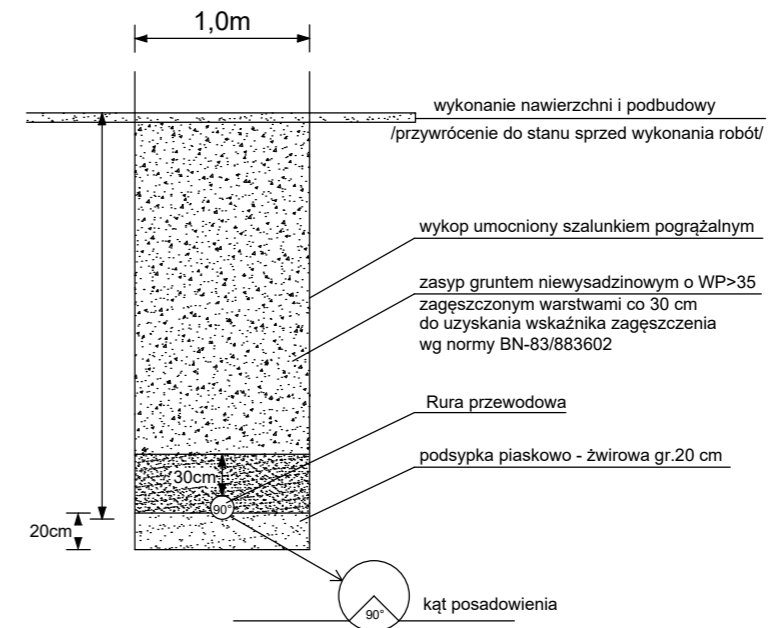 1,0m
wykonanie nawierzchni i podbudowy
/przywrócenie do stanu sprzed wykonania robót/
wykop umocniony szalunkiem pogrążalnym
zasyp gruntem niewysadzinowym o WP>35
zagęszczonym warstwami co 30 cm
do uzyskania wskaźnika zagęszczenia
wg normy BN-83/883602
Rura przewodowa
podsypka piaskowo - żwirowa gr.20 cm
30cm
90°
20cm
kąt posadowienia
90°